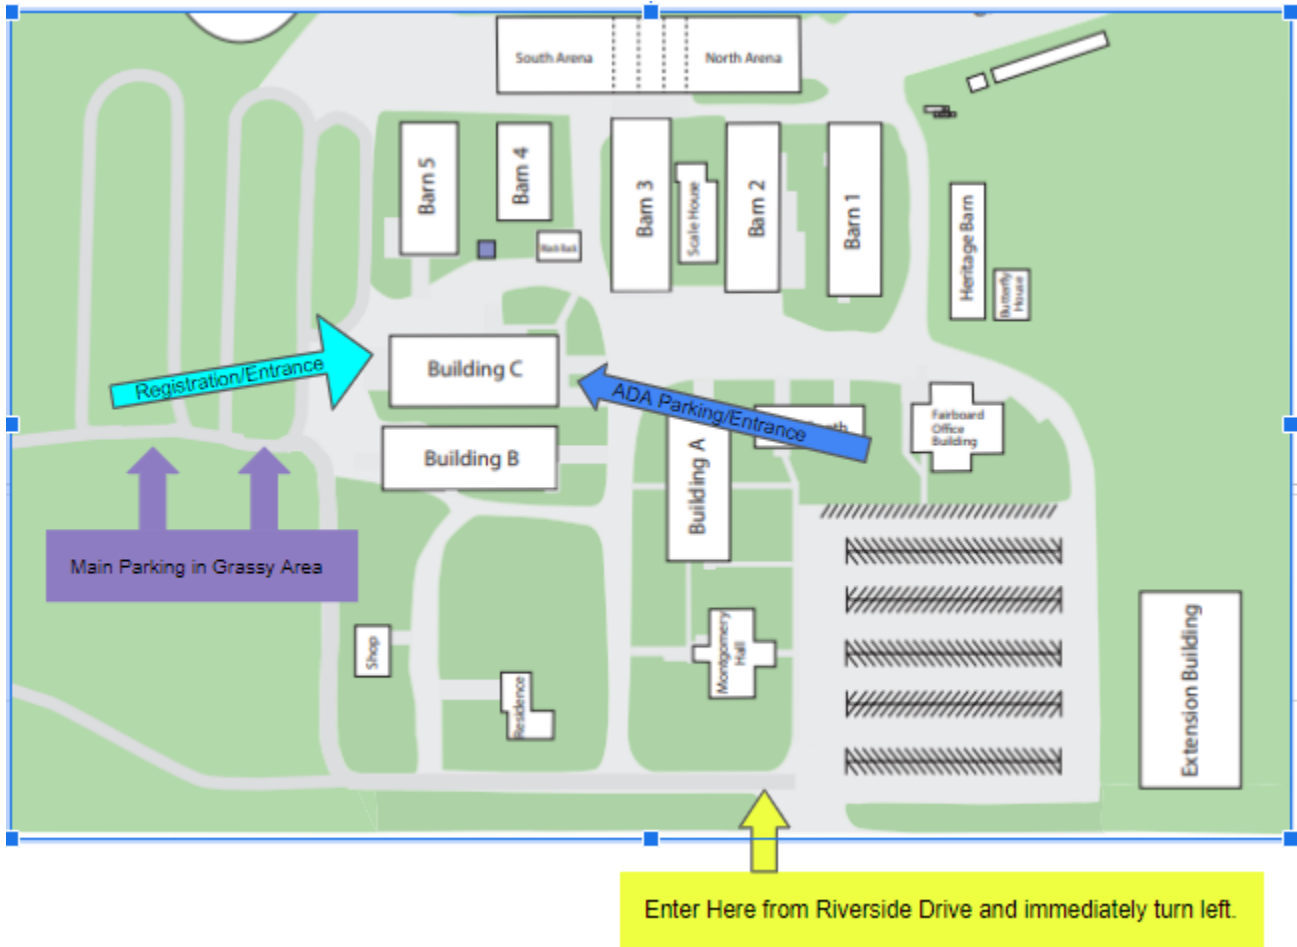 South Arena
North Arena
Barn 5
Barn 4
Barn 3
Scale House
Barn 2
Barn 1
Heritage Barn
Butterfly
House
Registration/Entrance
Building C
ADA Parking/Entrance
Fairboard
Office
Building
Building B
Building A
Main Parking in Grassy Area
Shop
Residence
Montgomery
Hall
Extension Building
Enter Here from Riverside Drive and immediately turn left.